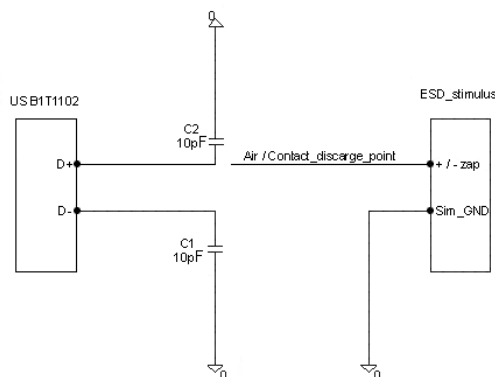 0
USB1T1102
ESD_stimulus
C2
10pF
Air / Contact_discarge_point
D+
+ / - zap
D-
Sim_GND
C1
10pF
0
0